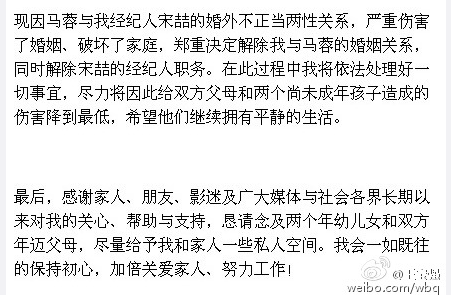 现因马蓉与我经纪人宋喆的婚外不正当两性关系，严重伤害
了婚姻、破坏了家庭，郑重决定解除我与马蓉的婚姻关系，
同时解除宋喆的经纪人职务。在此过程中我将依法处理好一
切事宜，尽力将因此给双方父母和两个尚未成年孩子造成的
伤害降到最低，希望他们继续拥有平静的生活。
最后，感谢家人、朋友、影迷及广大媒体与社会各界长期以
来对我的关心、帮助与支持，恳请念及两个年幼儿女和双方
年迈父母，尽量给予我和家人一些私人空间。我会一如既往
的保持初心，加倍关爱家人、努力工作！
weibo.com/wbq